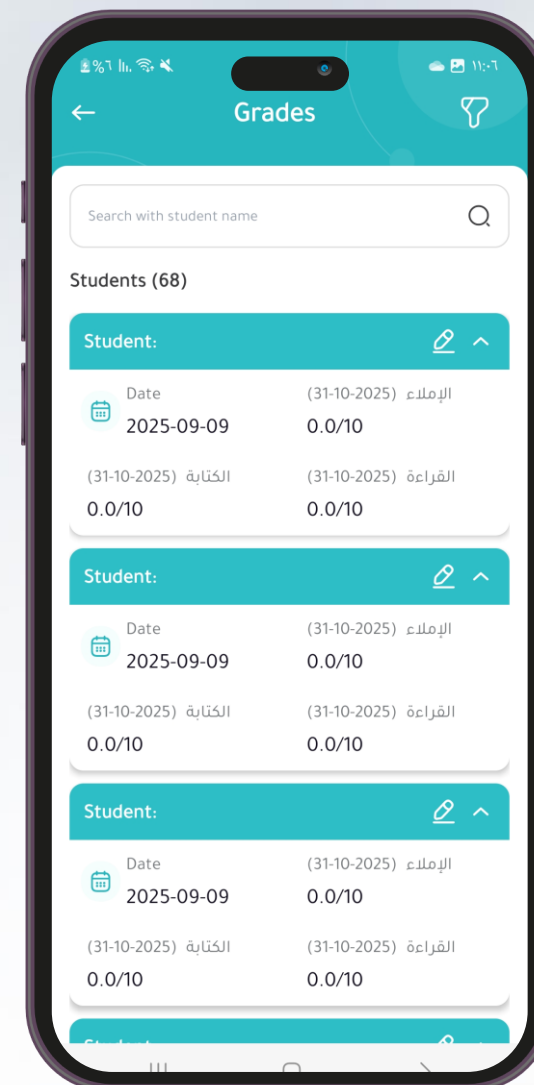 %٦ ١١:٠٦
Grades
Search with student name
Students (68)
Student:
Date
2025-09-09
الإملاء (31-10-2025)
0.0/10
الكتابة (31-10-2025)
0.0/10
القراءة (31-10-2025)
0.0/10
Student:
Date
2025-09-09
الإملاء (31-10-2025)
0.0/10
الكتابة (31-10-2025)
0.0/10
القراءة (31-10-2025)
0.0/10
Student:
Date
2025-09-09
الإملاء (31-10-2025)
0.0/10
الكتابة (31-10-2025)
0.0/10
القراءة (31-10-2025)
0.0/10